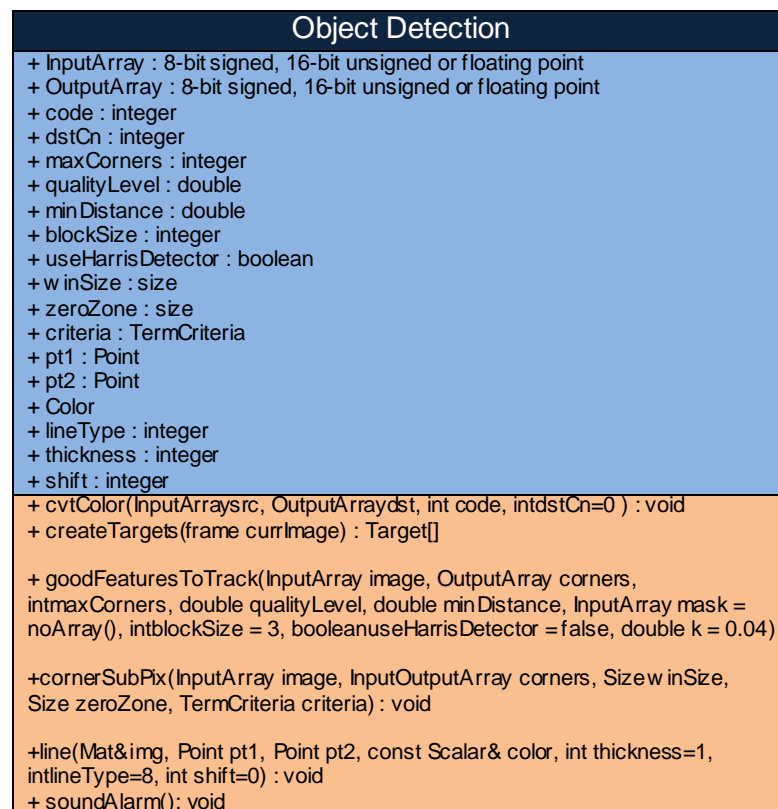 Object Detection
+ InputArray : 8-bit signed, 16-bit unsigned or floating point
+ OutputArray : 8-bit signed, 16-bit unsigned or floating point
+ code : integer
+ dstCn : integer
+ maxCorners : integer
+ qualityLevel : double
+ minDistance : double
+ blockSize : integer
+ useHarrisDetector : boolean
+ winSize : size
+ zeroZone : size
+ criteria : TermCriteria
+ pt1 : Point
+ pt2 : Point
+ Color
+ lineType : integer
+ thickness : integer
+ shift : integer
+ cvtColor(InputArraysrc, OutputArraydst, int code, intdstCn=0 ) : void
+ createTargets(frame currImage) : Target[]
+ goodFeaturesToTrack(InputArray image, OutputArray corners,
intmaxCorners, double qualityLevel, double minDistance, InputArray mask =
noArray(), intblockSize = 3, booleanuseHarrisDetector = false, double k = 0.04)
+cornerSubPix(InputArray image, InputOutputArray corners, SizewinSize,
Size zeroZone, TermCriteria criteria) : void
+line(Mat&img, Point pt1, Point pt2, const Scalar& color, int thickness=1,
intlineType=8, int shift=0) : void
+ soundAlarm(): void